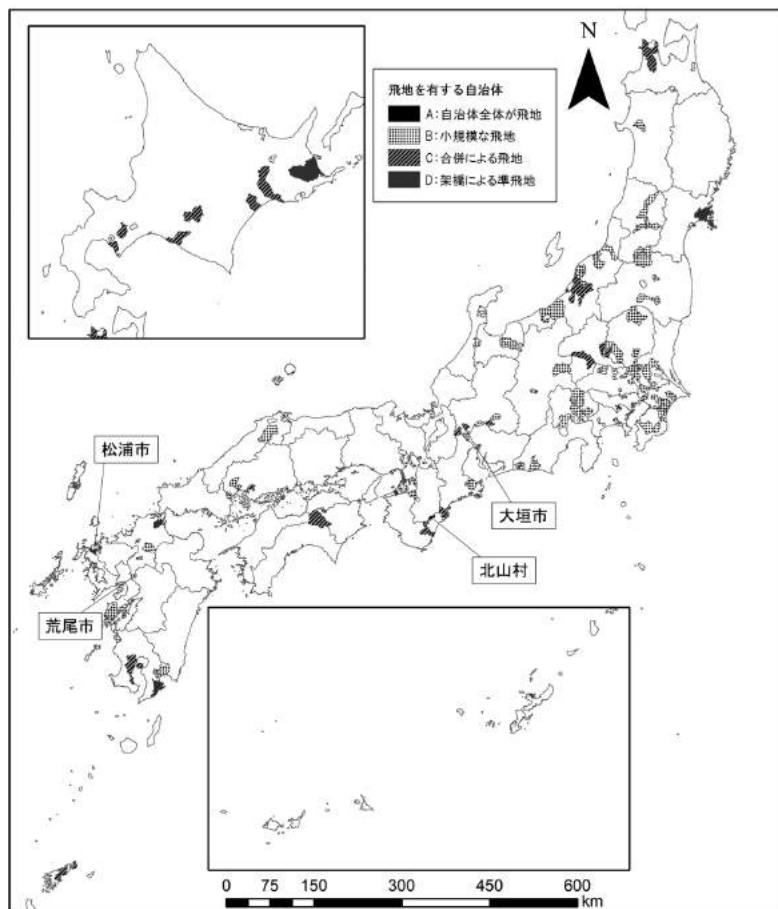 N
飛地を有する自治体
A:自治体全体が飛地
B:小規模な飛地
C:合併による飛地
D:架橋による準飛地
松浦市
大垣市
北山村
荒尾市
0 75 150 300 450 600
km